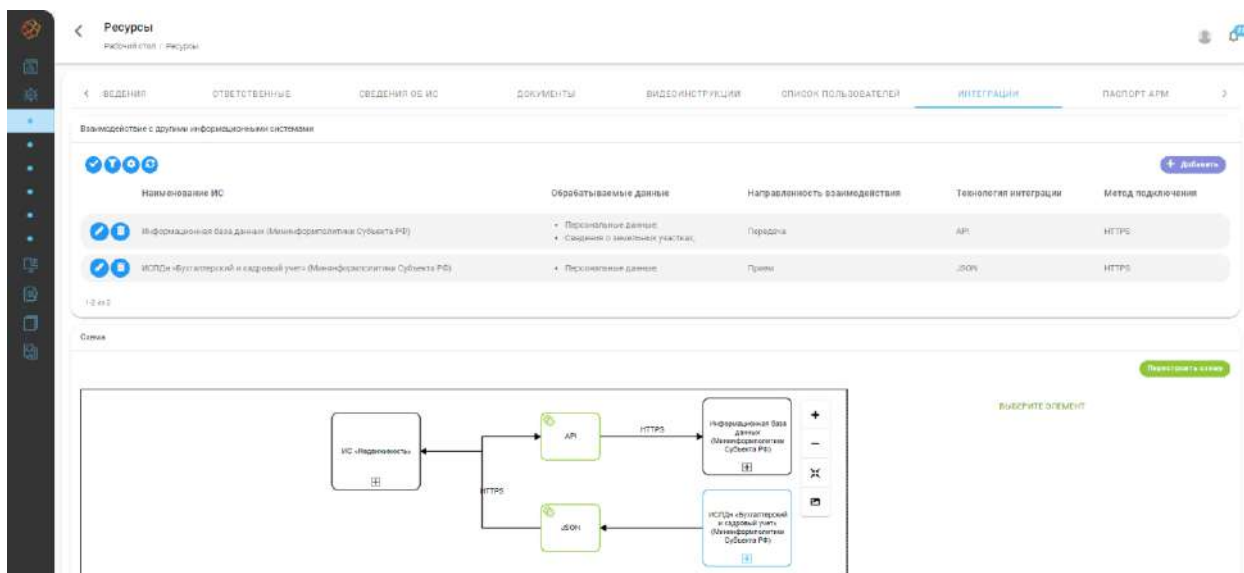 Ресурсы
Рабочий стол / Ресурсы
ВЕДЕНИЯ
ОТВЕТСТВЕННЫЕ
СВЕДЕНИЯ ОБ ИС
ДОКУМЕНТЫ
ВИДЕОИНСТРУКЦИИ
СПИСОК ПОЛЬЗОВАТЕЛЕЙ
ИНТЕГРАЦИИ
ПАСПОРТ АРМ
Взаимодействие с другими информационными системами
+ Добавить
Наименование ИС
Обрабатываемые данные
Направленность взаимодействия
Технология интеграции
Метод подключения
Информационная база данных (Мининформполитики Субъекта РФ)
• Персональные данные;
• Сведения о земельных участках;
Передача
API
HTTPS
ИСПДн «Бухгалтерский и кадровый учет» (Мининформполитики Субъекта РФ)
• Персональные данные;
Прием
JSON
HTTPS
1-2 из 2
Схема
Перестроить схему
ВЫБЕРИТЕ ЭЛЕМЕНТ
ИС «Недвижимость»
API
HTTPS
Информационная база
данных
(Мининформполитики
Субъекта РФ)
HTTPS
JSON
ИСПДн «Бухгалтерский
и кадровый учет»
(Мининформполитики
Субъекта РФ)